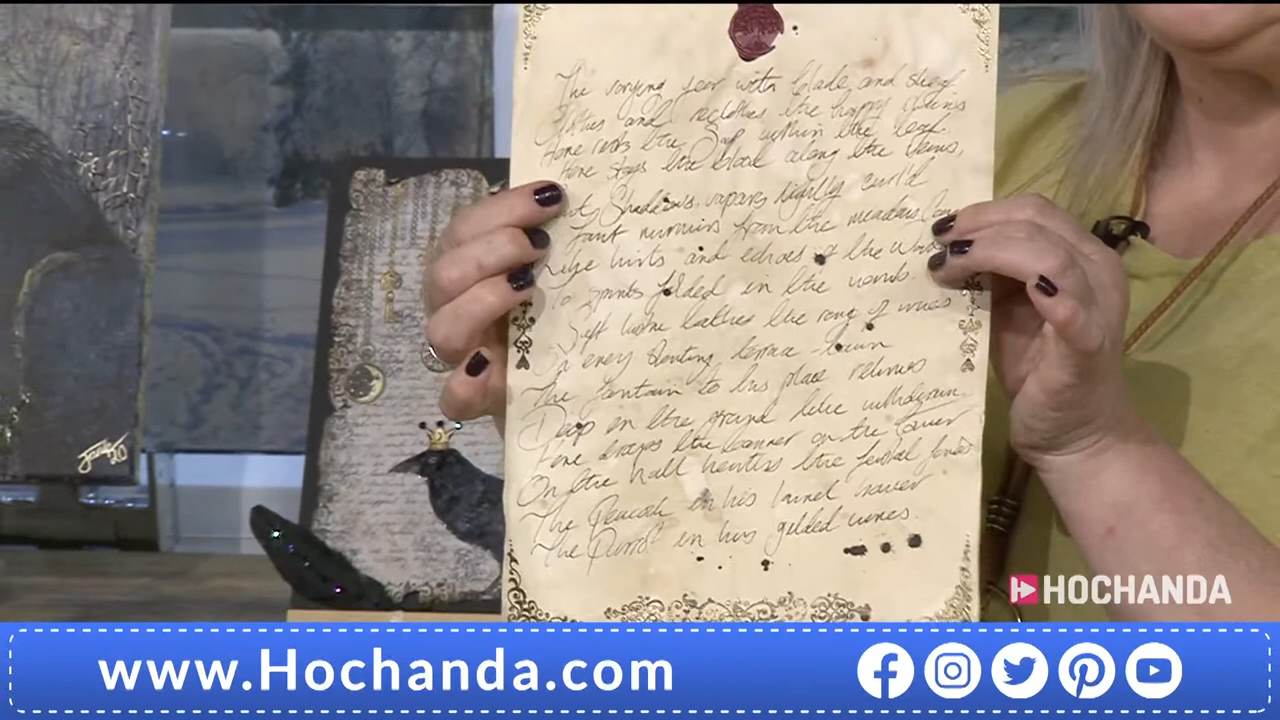 The varying year with blade and sheaf
Clothes and reclothes the happy plains
Here rests the Sap within the leaf
Here stays the blood along the veins,
Shadows, vapors lightly curl'd
Faint murmurs from the meadows
Like hints and echoes of the
To spirits folded in the womb.
Soft lustre bathes the range of urns
On every slanting terrace-lawn
The fountain to his place returns
Deep in the lake withdrawn.
Here droops the banner on the tower
On the hall hearths the festal fires
The Peacock in his laurel bower
The Parrot in his gilded wires.
HOCHANDA
www.Hochanda.com